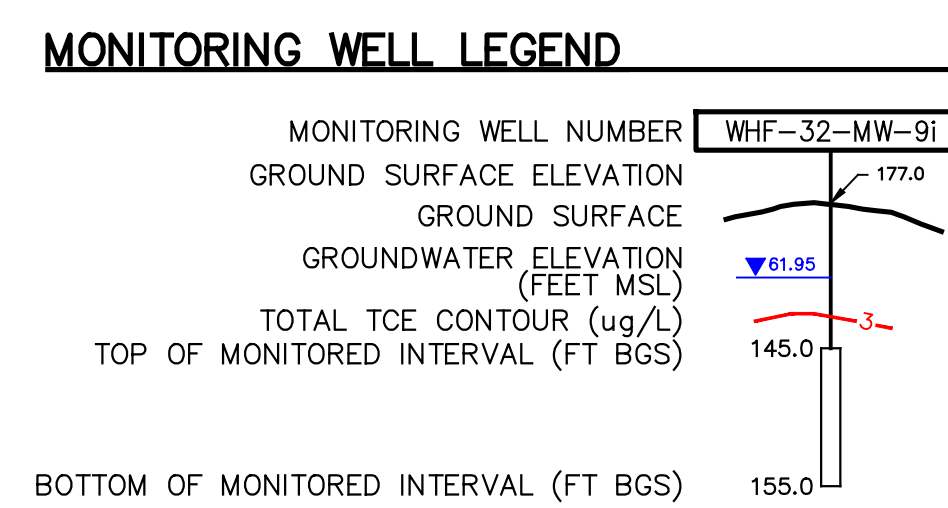 MONITORING WELL LEGEND
MONITORING WELL NUMBER WHF-32-MW-9i
GROUND SURFACE ELEVATION 177.0
GROUND SURFACE
GROUNDWATER ELEVATION 61.95
(FEET MSL)
TOTAL TCE CONTOUR (ug/L) 3
TOP OF MONITORED INTERVAL (FT BGS) 145.0
BOTTOM OF MONITORED INTERVAL (FT BGS) 155.0